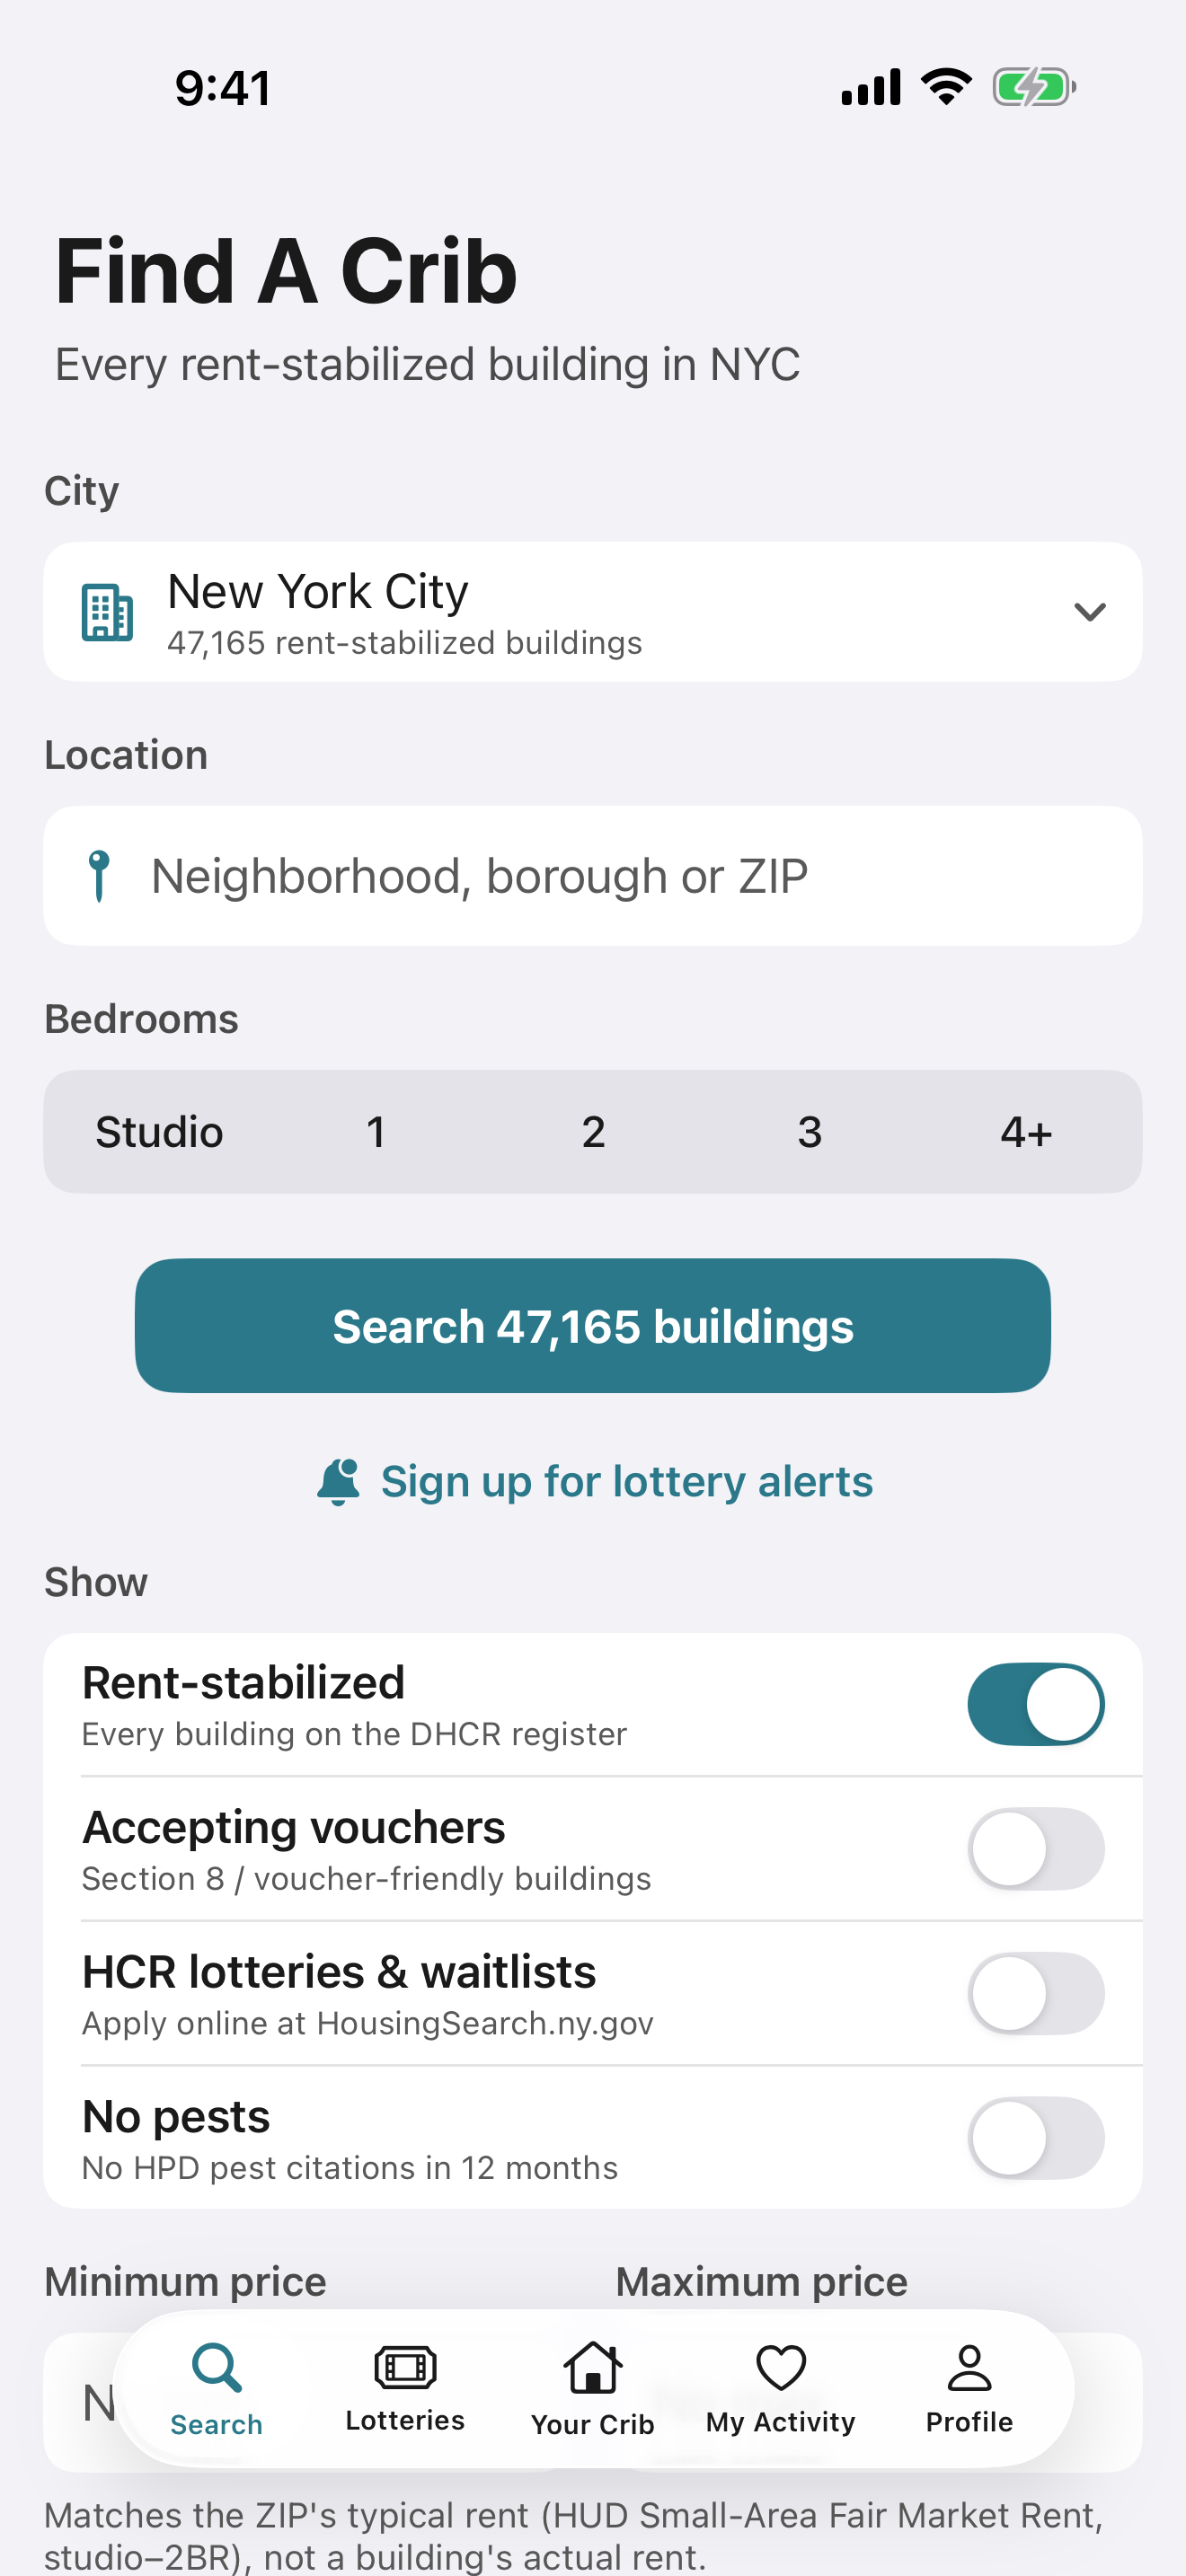 9:41
Find A Crib
Every rent-stabilized building in NYC
City
New York City
47,165 rent-stabilized buildings
Location
Neighborhood, borough or ZIP
Bedrooms
Studio 1 2 3 4+
Search 47,165 buildings
Sign up for lottery alerts
Show
Rent-stabilized
Every building on the DHCR register
Accepting vouchers
Section 8 / voucher-friendly buildings
HCR lotteries & waitlists
Apply online at HousingSearch.ny.gov
No pests
No HPD pest citations in 12 months
Minimum price Maximum price
Search Lotteries Your Crib My Activity Profile
Matches the ZIP's typical rent (HUD Small-Area Fair Market Rent,
studio–2BR), not a building's actual rent.